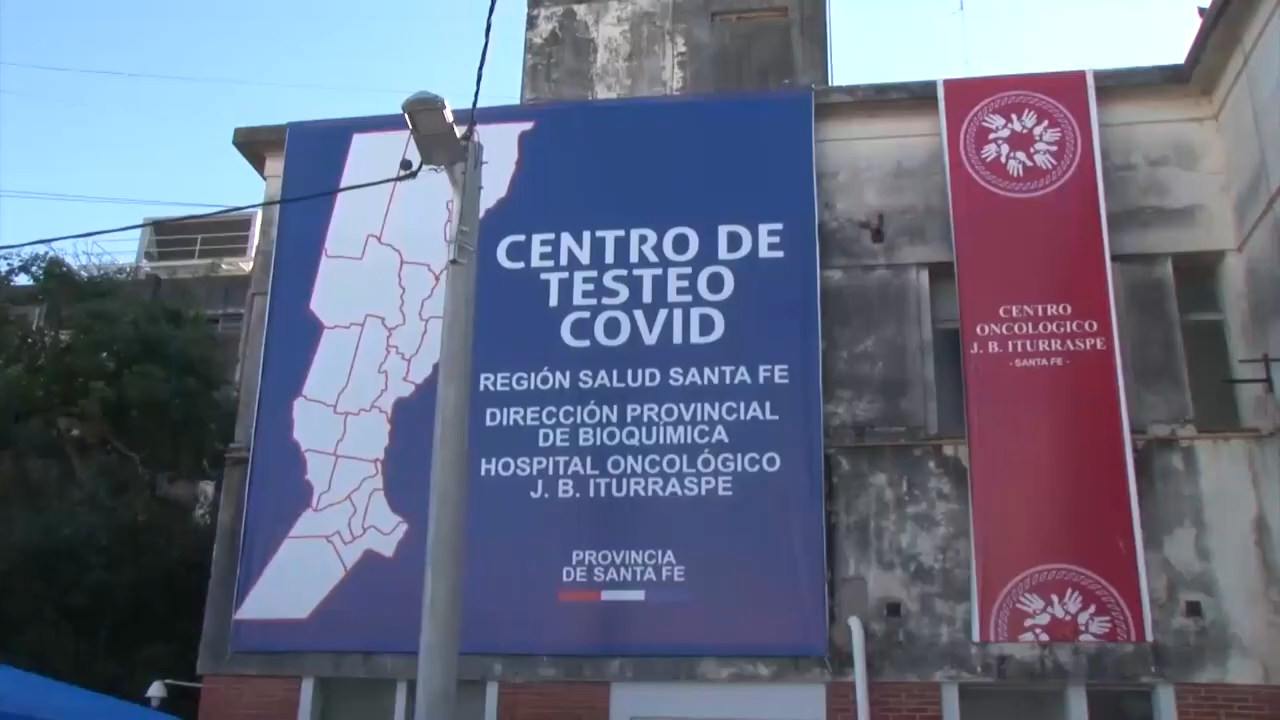 CENTRO DE
TESTEO
COVID
REGIÓN SALUD SANTA FE
DIRECCIÓN PROVINCIAL
DE BIOQUÍMICA
HOSPITAL ONCOLÓGICO
J. B. ITURRASPE
PROVINCIA
DE SANTA FE
CENTRO
ONCOLOGICO
J. B. ITURRASPE
- SANTA FE -